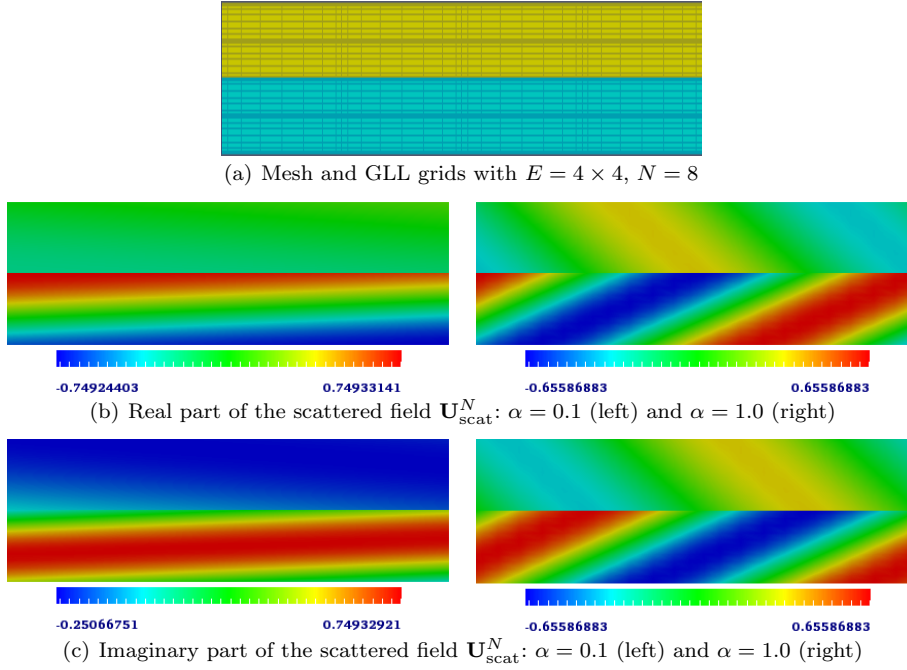 (a) Mesh and GLL grids with E = 4 × 4, N = 8
-0.74924403 0.74933141 -0.65586883 0.65586883
(b) Real part of the scattered field U^N_scat: α = 0.1 (left) and α = 1.0 (right)
-0.25066751 0.74932921 -0.65586883 0.65586883
(c) Imaginary part of the scattered field U^N_scat: α = 0.1 (left) and α = 1.0 (right)